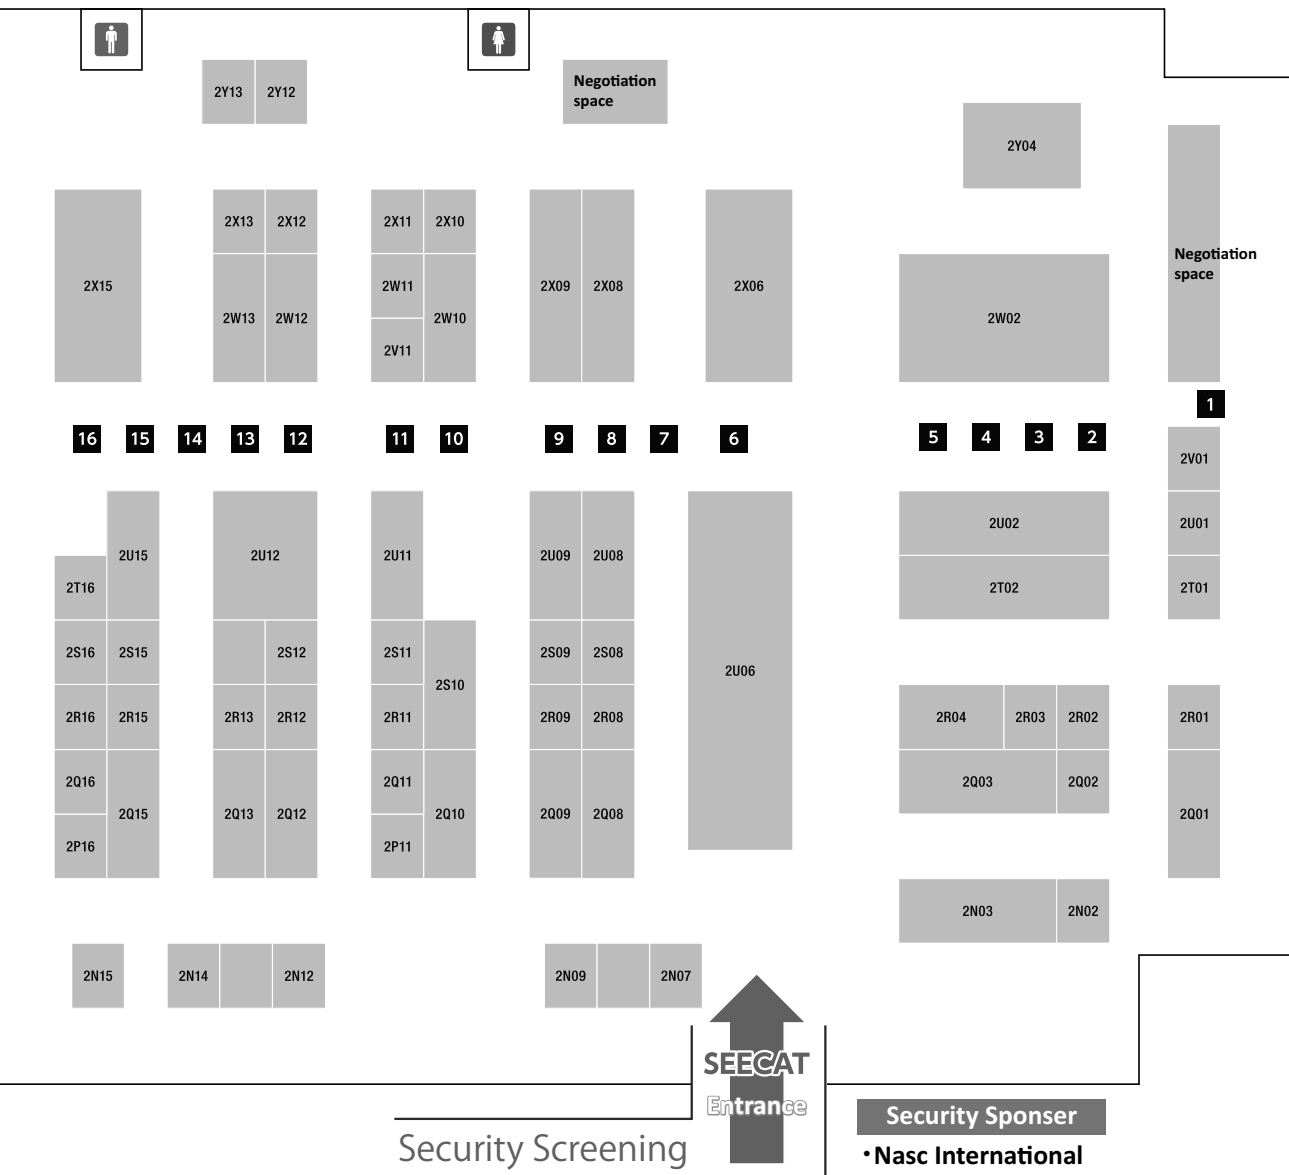 2Y13 2Y12
Negotiation
space
2Y04
2X13 2X12 2X11 2X10
Negotiation
space
2X15 2W11 2X09 2X08 2X06
2W13 2W12 2W10 2W02
2V11
1
16 15 14 13 12 11 10 9 8 7 6 5 4 3 2
2V01
2U02 2U01
2U15 2U12 2U11 2U09 2U08
2T16 2T02 2T01
2S16 2S15 2S12 2S11 2S09 2S08
2U06
2S10
2R16 2R15 2R13 2R12 2R11 2R09 2R08 2R04 2R03 2R02 2R01
2Q16 2Q11 2Q03 2Q02
2Q15 2Q13 2Q12 2Q10 2Q09 2Q08 2Q01
2P16 2P11
2N03 2N02
2N15 2N14 2N12 2N09 2N07
SEECAT
Entrance
Security Sponser
Security Screening
・Nasc International